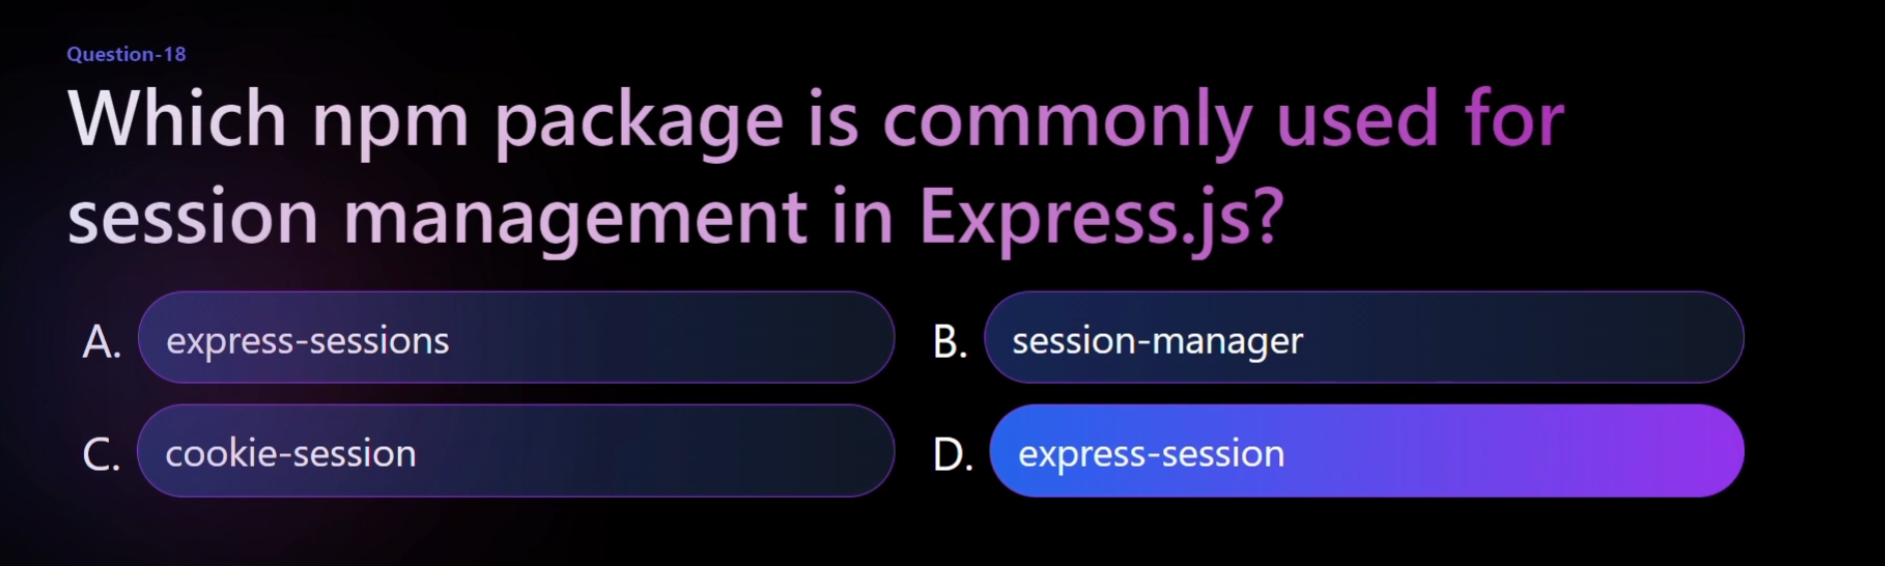 Question-18
Which npm package is commonly used for
session management in Express.js?
A. express-sessions
B. session-manager
C. cookie-session
D. express-session